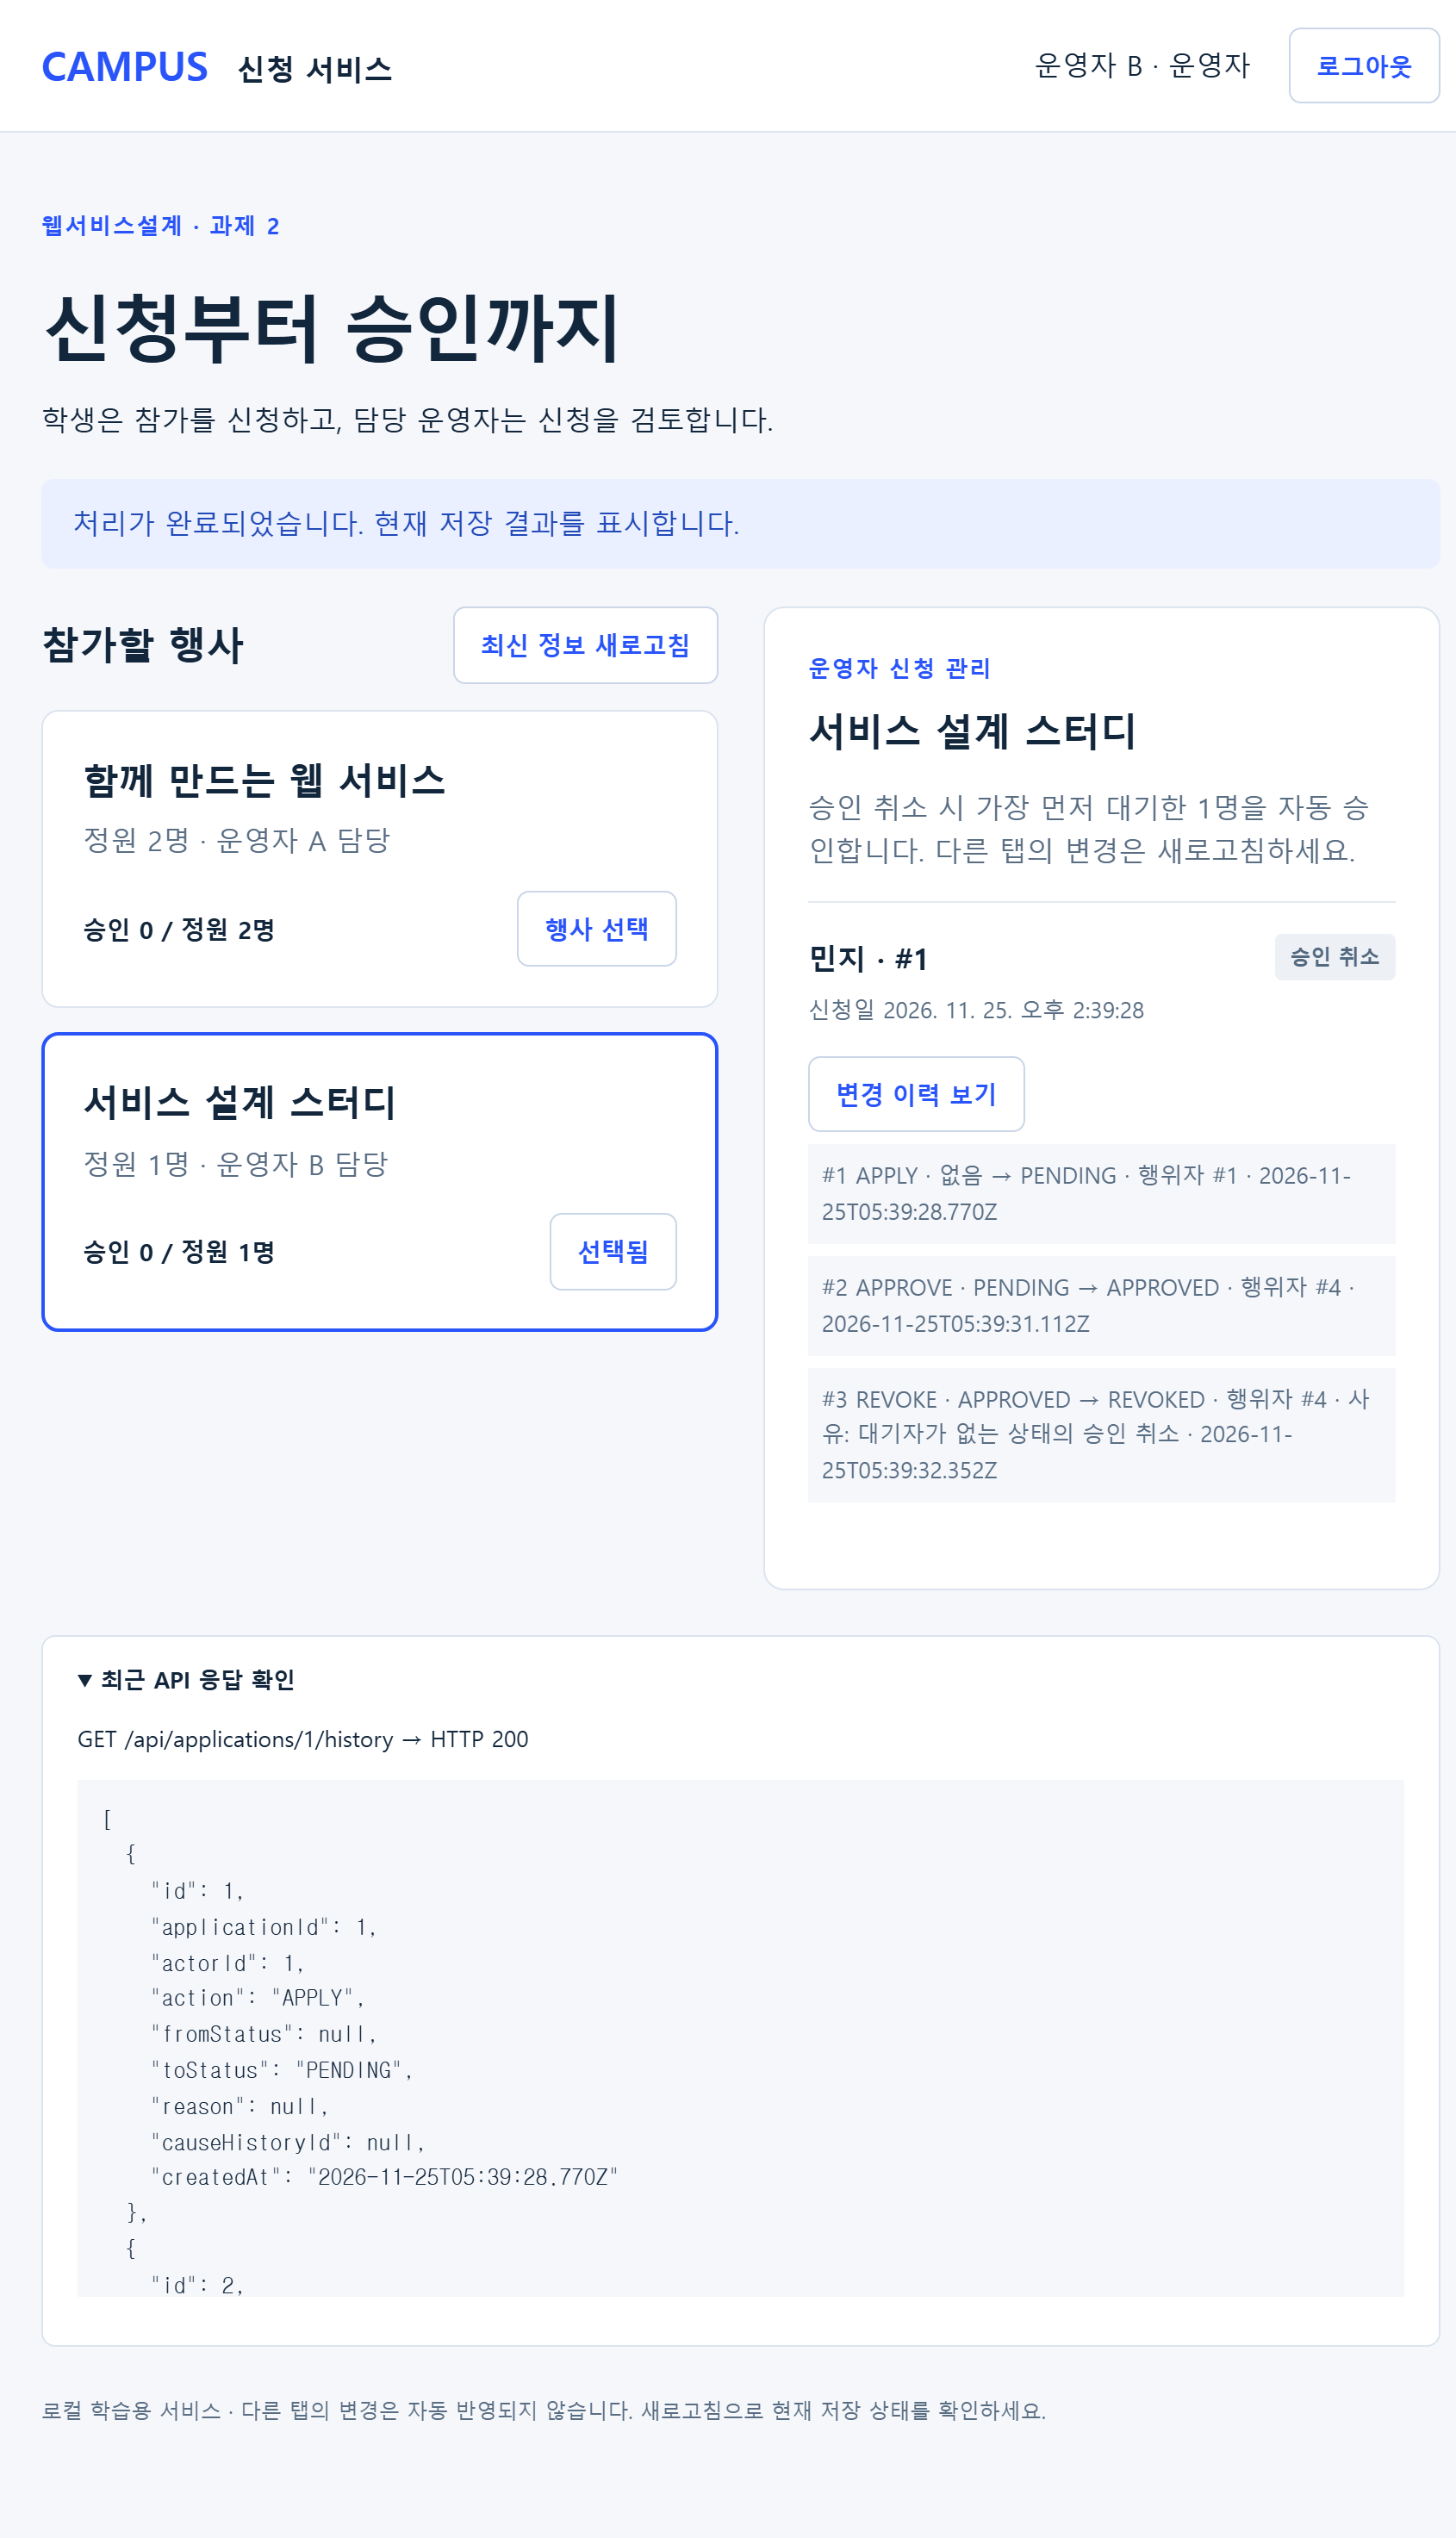 CAMPUS 신청 서비스
운영자 B · 운영자
로그아웃
웹서비스설계 · 과제 2
신청부터 승인까지
학생은 참가를 신청하고, 담당 운영자는 신청을 검토합니다.
처리가 완료되었습니다. 현재 저장 결과를 표시합니다.
참가할 행사
최신 정보 새로고침
함께 만드는 웹 서비스
정원 2명 · 운영자 A 담당
승인 0 / 정원 2명
행사 선택
서비스 설계 스터디
정원 1명 · 운영자 B 담당
승인 0 / 정원 1명
선택됨
운영자 신청 관리
서비스 설계 스터디
승인 취소 시 가장 먼저 대기한 1명을 자동 승
인합니다. 다른 탭의 변경은 새로고침하세요.
민지 · #1
승인 취소
신청일 2026. 11. 25. 오후 2:39:28
변경 이력 보기
#1 APPLY · 없음 → PENDING · 행위자 #1 · 2026-11-
25T05:39:28.770Z
#2 APPROVE · PENDING → APPROVED · 행위자 #4 ·
2026-11-25T05:39:31.112Z
#3 REVOKE · APPROVED → REVOKED · 행위자 #4 · 사
유: 대기자가 없는 상태의 승인 취소 · 2026-11-
25T05:39:32.352Z
▼ 최근 API 응답 확인
GET /api/applications/1/history → HTTP 200
[
{
"id": 1,
"applicationId": 1,
"actorId": 1,
"action": "APPLY",
"fromStatus": null,
"toStatus": "PENDING",
"reason": null,
"causeHistoryId": null,
"createdAt": "2026-11-25T05:39:28.770Z"
},
{
"id": 2,
로컬 학습용 서비스 · 다른 탭의 변경은 자동 반영되지 않습니다. 새로고침으로 현재 저장 상태를 확인하세요.